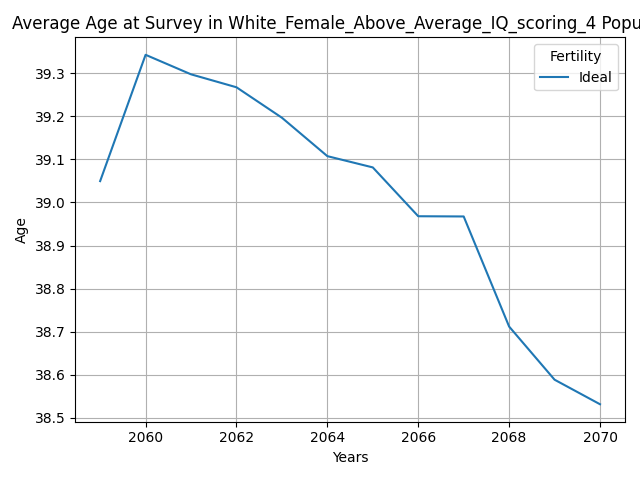 Average Age at Survey in White_Female_Above_Average_IQ_scoring_4 Popu
Fertility
Ideal
39.3
39.2
39.1
39.0
38.9
38.8
38.7
38.6
38.5
Age
2060 2062 2064 2066 2068 2070
Years